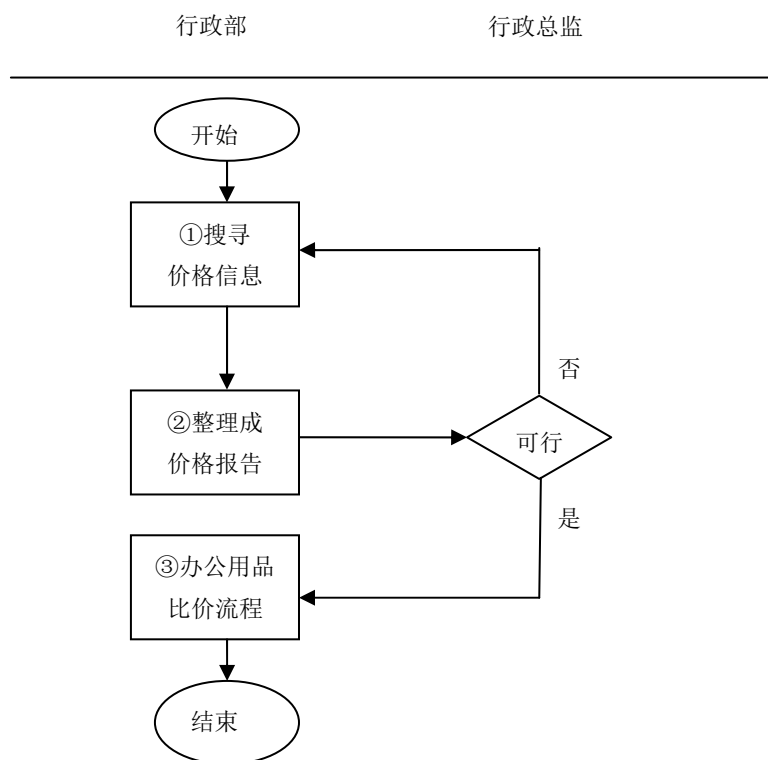 行政部
行政总监
开始
①搜寻
价格信息
否
②整理成
价格报告
可行
是
③办公用品
比价流程
结束